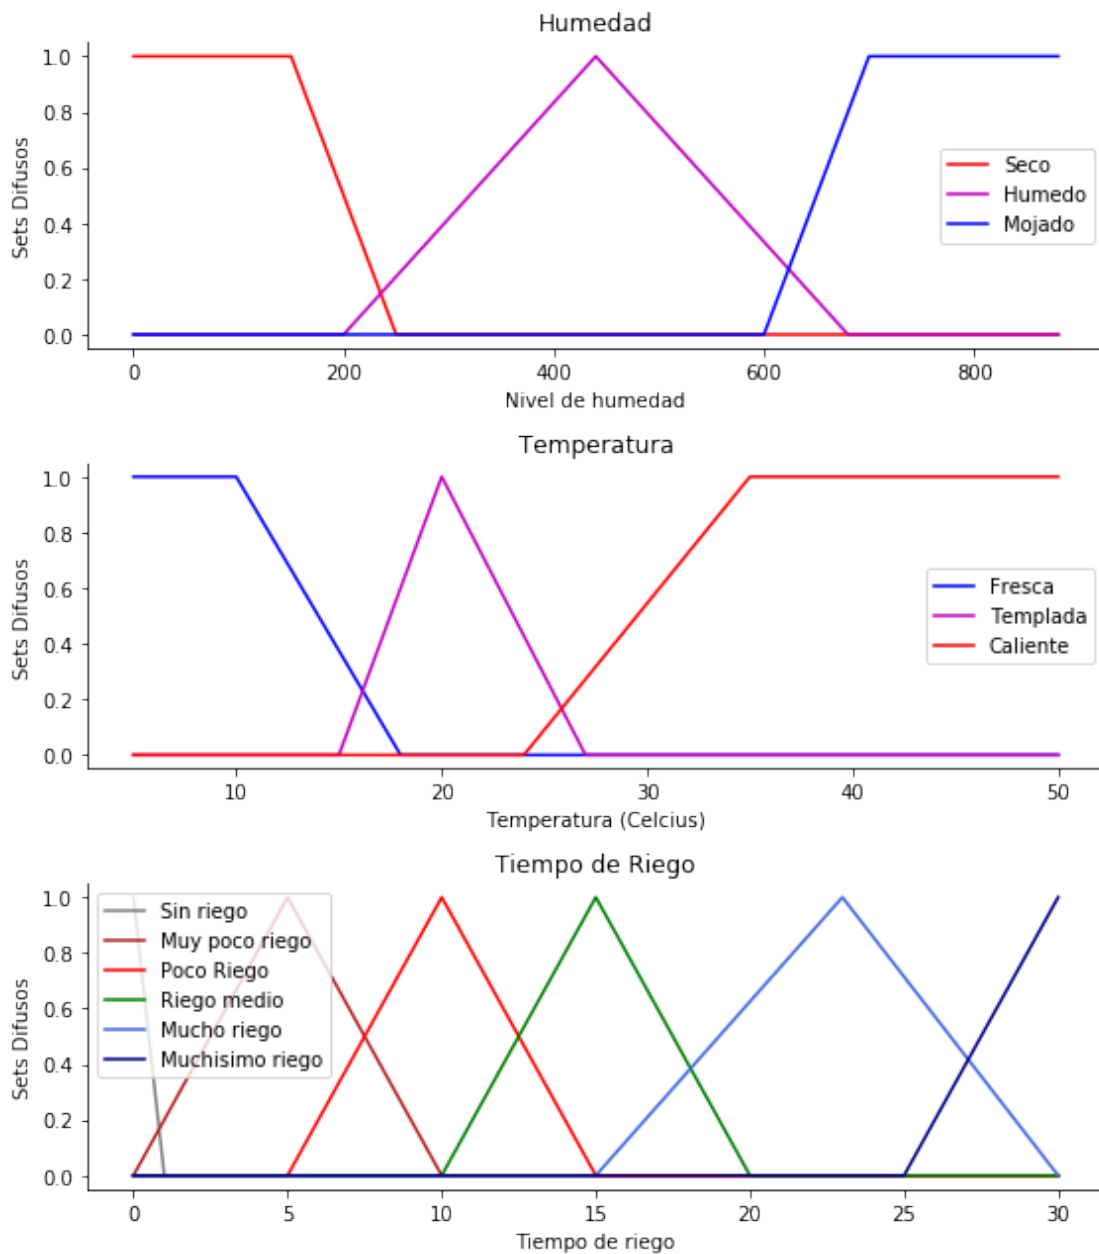 Humedad
1.0
0.8
0.6
0.4
0.2
0.0
Sets Difusos
Seco
Humedo
Mojado
0 200 400 600 800
Nivel de humedad
Temperatura
1.0
0.8
0.6
0.4
0.2
0.0
Sets Difusos
Fresca
Templada
Caliente
10 20 30 40 50
Temperatura (Celcius)
Tiempo de Riego
1.0
0.8
0.6
0.4
0.2
0.0
Sets Difusos
Sin riego
Muy poco riego
Poco Riego
Riego medio
Mucho riego
Muchisimo riego
0 5 10 15 20 25 30
Tiempo de riego